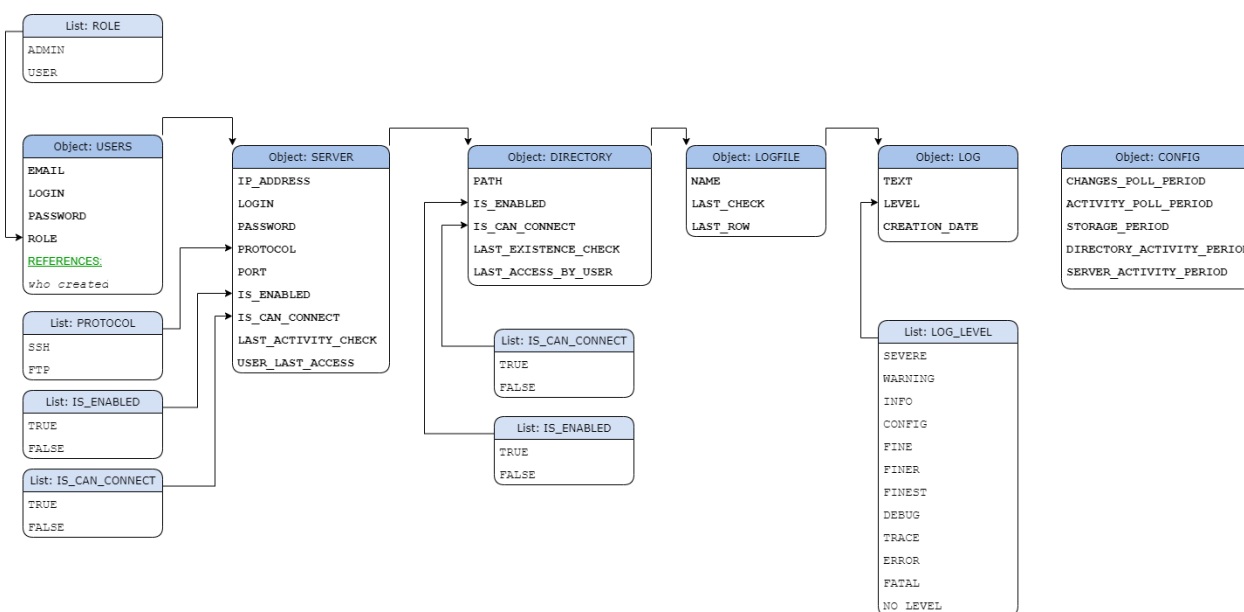 List: ROLE
ADMIN
USER
Object: USERS
EMAIL
LOGIN
PASSWORD
ROLE
REFERENCES:
who created
List: PROTOCOL
SSH
FTP
List: IS_ENABLED
TRUE
FALSE
List: IS_CAN_CONNECT
TRUE
FALSE
Object: SERVER
IP_ADDRESS
LOGIN
PASSWORD
PROTOCOL
PORT
IS_ENABLED
IS_CAN_CONNECT
LAST_ACTIVITY_CHECK
USER_LAST_ACCESS
Object: DIRECTORY
PATH
IS_ENABLED
IS_CAN_CONNECT
LAST_EXISTENCE_CHECK
LAST_ACCESS_BY_USER
List: IS_CAN_CONNECT
TRUE
FALSE
List: IS_ENABLED
TRUE
FALSE
Object: LOGFILE
NAME
LAST_CHECK
LAST_ROW
Object: LOG
TEXT
LEVEL
CREATION_DATE
List: LOG_LEVEL
SEVERE
WARNING
INFO
CONFIG
FINE
FINER
FINEST
DEBUG
TRACE
ERROR
FATAL
NO LEVEL
Object: CONFIG
CHANGES_POLL_PERIOD
ACTIVITY_POLL_PERIOD
STORAGE_PERIOD
DIRECTORY_ACTIVITY_PERIOD
SERVER_ACTIVITY_PERIOD